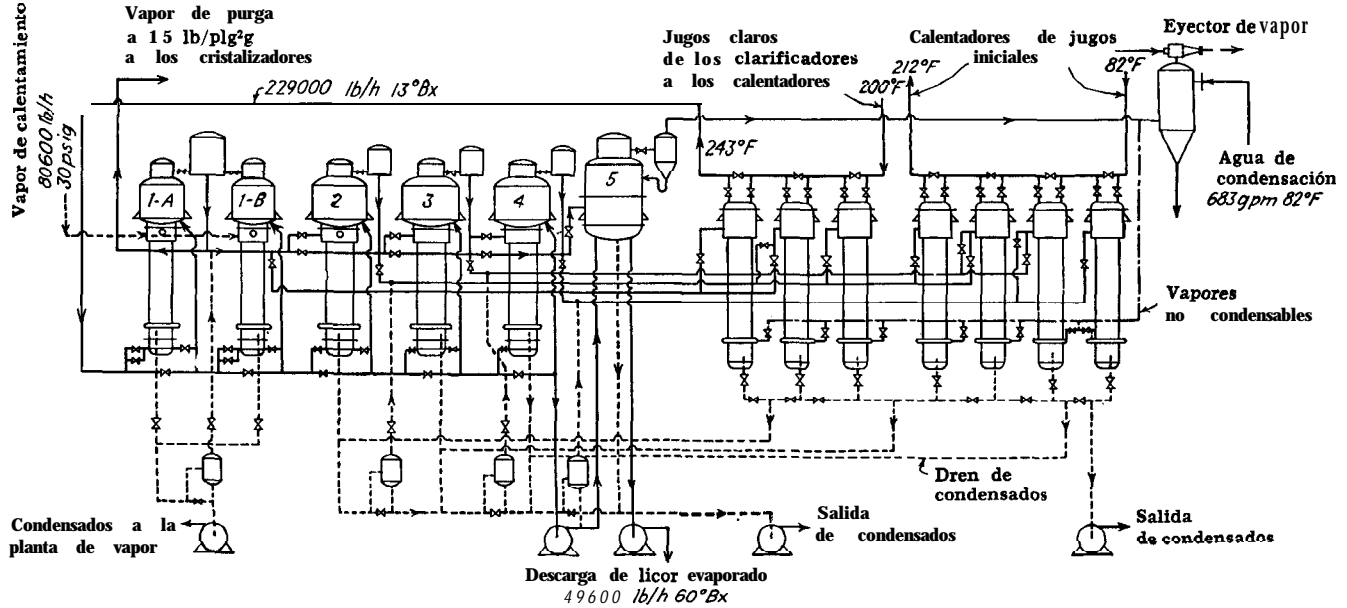 Vapor de purga
a 15 lb/plg²g
a los cristalizadores
Vapor de calentamiento
80600 lb/h
30 psig
229000 lb/h 13°Bx
Jugos claros
de los clarificadores
a los calentadores
200°F
212°F
Calentadores de jugos
iniciales
82°F
Eyector de vapor
243°F
Agua de
condensación
683 gpm 82°F
1-A
1-B
2
3
4
5
Vapores
no condensables
Dren de
condensados
Condensados a la
planta de vapor
Salida
de condensados
Salida
de condensados
Descarga de licor evaporado
49600 lb/h 60°Bx